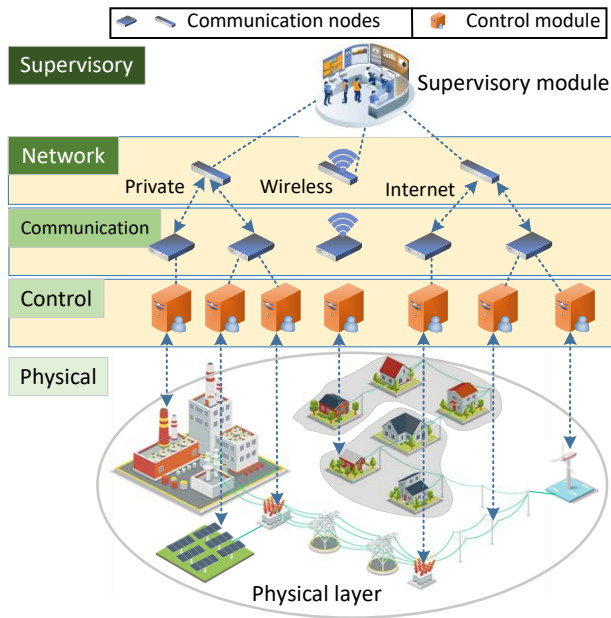 Communication nodes
Control module
Supervisory
Supervisory module
Network
Private
Wireless
Internet
Communication
Control
Physical
Physical layer